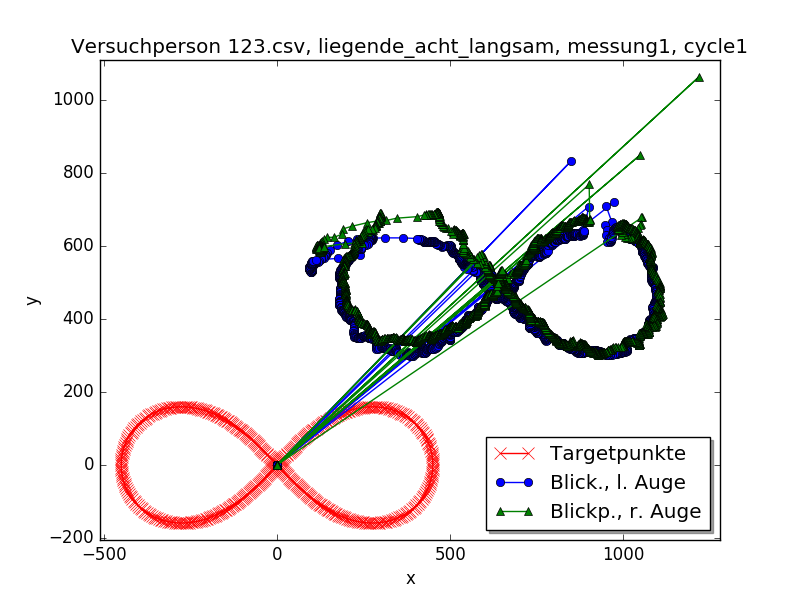 Versuchperson 123.csv, liegende_acht_langsam, messung1, cycle1
1000
800
600
400
200
0
−200
−500 0 500 1000
y
x
Targetpunkte
Blick., l. Auge
Blickp., r. Auge